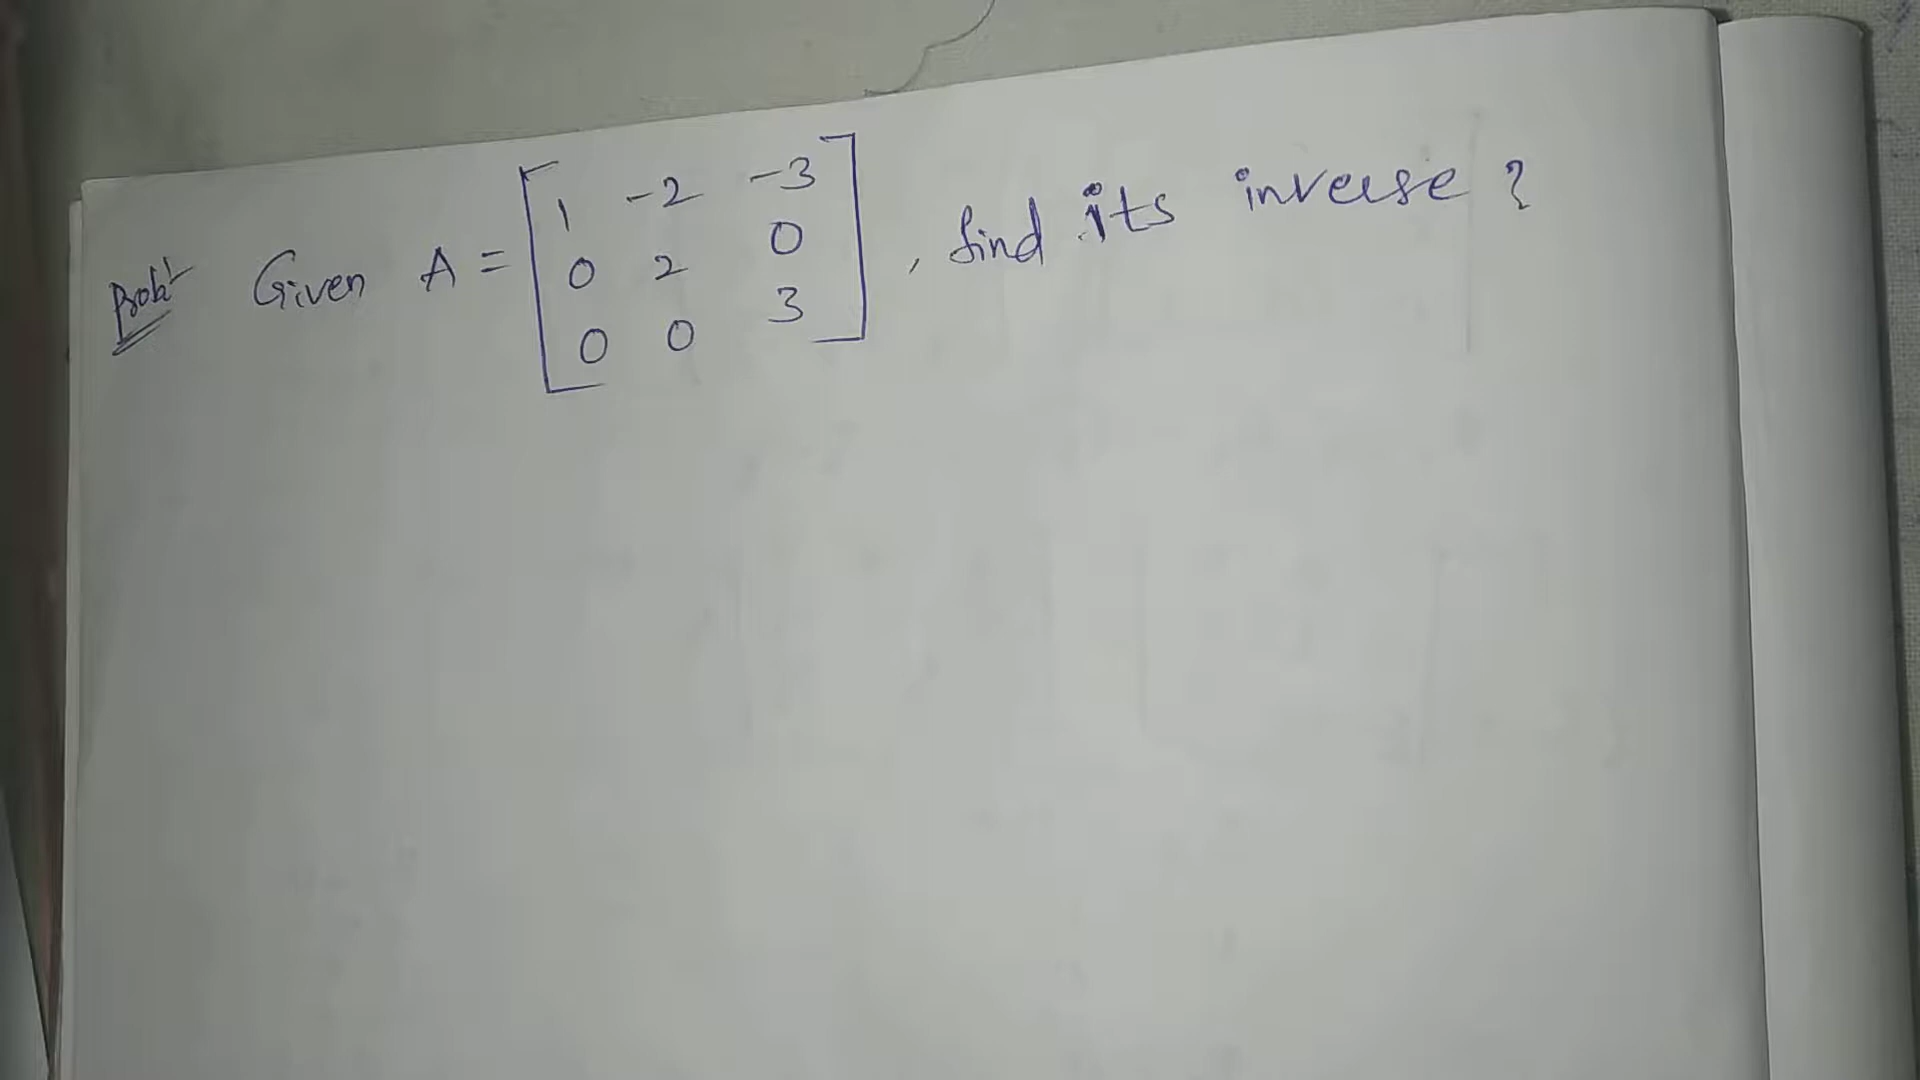 Prob:- Given A = [1 -2 -3
0 2 0
0 0 3], find its inverse ?